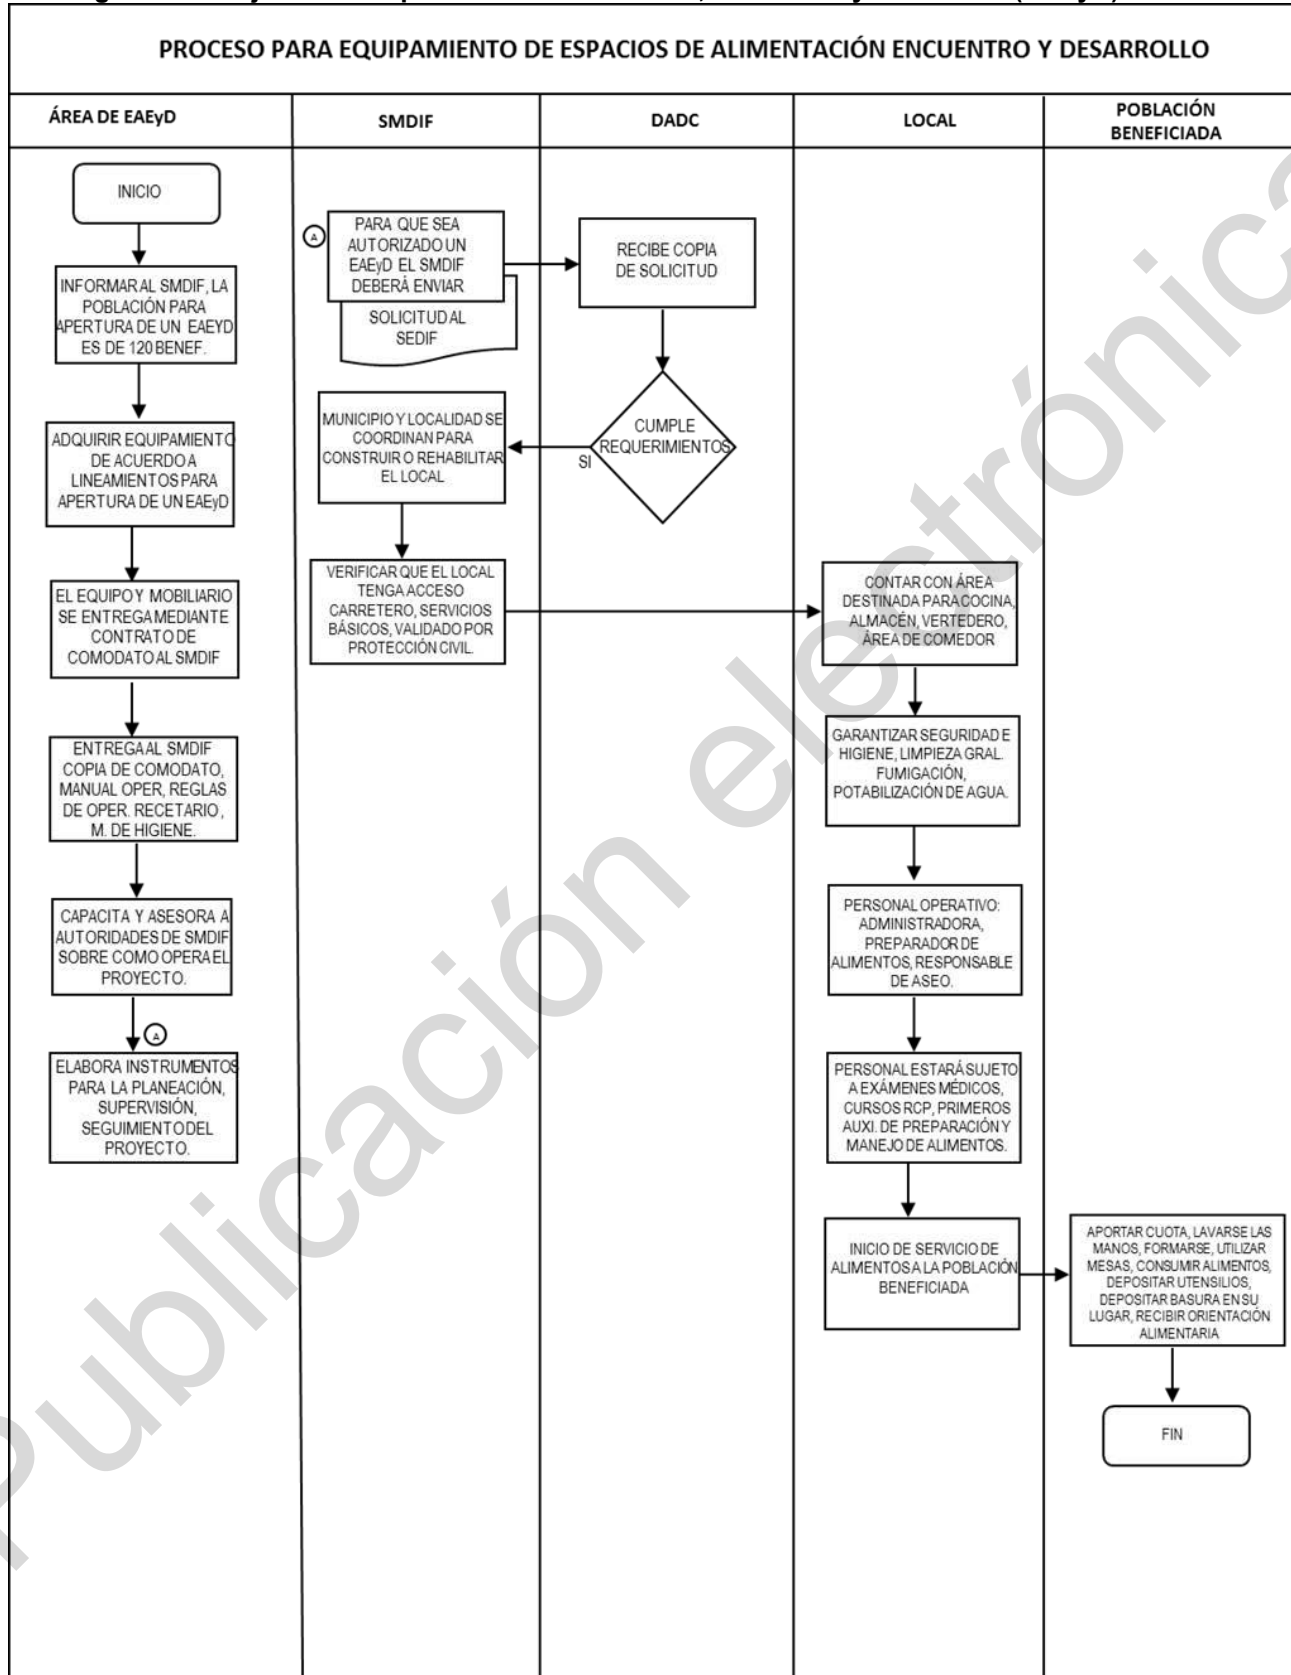 PROCESO PARA EQUIPAMIENTO DE ESPACIOS DE ALIMENTACIÓN ENCUENTRO Y DESARROLLO
ÁREA DE EAEyD
SMDIF
DADC
LOCAL
POBLACIÓN
BENEFICIADA
INICIO
INFORMAR AL SMDIF, LA
POBLACIÓN PARA
APERTURA DE UN EAEYD
ES DE 120 BENEF.
ADQUIRIR EQUIPAMIENTO
DE ACUERDO A
LINEAMIENTOS PARA
APERTURA DE UN EAEyD
EL EQUIPO Y MOBILIARIO
SE ENTREGA MEDIANTE
CONTRATO DE
COMODATO AL SMDIF
ENTREGA AL SMDIF
COPIA DE COMODATO,
MANUAL OPER, REGLAS
DE OPER. RECETARIO,
M. DE HIGIENE.
CAPACITA Y ASESORA A
AUTORIDADES DE SMDIF
SOBRE COMO OPERA EL
PROYECTO.
A
ELABORA INSTRUMENTOS
PARA LA PLANEACIÓN,
SUPERVISIÓN,
SEGUIMIENTO DEL
PROYECTO.
A
PARA QUE SEA
AUTORIZADO UN
EAEyD EL SMDIF
DEBERÁ ENVIAR
SOLICITUD AL
SEDIF
RECIBE COPIA
DE SOLICITUD
CUMPLE
REQUERIMIENTOS
SI
MUNICIPIO Y LOCALIDAD SE
COORDINAN PARA
CONSTRUIR O REHABILITAR
EL LOCAL
VERIFICAR QUE EL LOCAL
TENGA ACCESO
CARRETERO, SERVICIOS
BÁSICOS, VALIDADO POR
PROTECCIÓN CIVIL.
CONTAR CON ÁREA
DESTINADA PARA COCINA,
ALMACÉN, VERTEDERO,
ÁREA DE COMEDOR
GARANTIZAR SEGURIDAD E
HIGIENE, LIMPIEZA GRAL.
FUMIGACIÓN,
POTABILIZACIÓN DE AGUA.
PERSONAL OPERATIVO:
ADMINISTRADORA,
PREPARADOR DE
ALIMENTOS, RESPONSABLE
DE ASEO.
PERSONAL ESTARÁ SUJETO
A EXÁMENES MÉDICOS,
CURSOS RCP, PRIMEROS
AUXI. DE PREPARACIÓN Y
MANEJO DE ALIMENTOS.
INICIO DE SERVICIO DE
ALIMENTOS A LA POBLACIÓN
BENEFICIADA
APORTAR CUOTA, LAVARSE LAS
MANOS, FORMARSE, UTILIZAR
MESAS, CONSUMIR ALIMENTOS,
DEPOSITAR UTENSILIOS,
DEPOSITAR BASURA EN SU
LUGAR, RECIBIR ORIENTACIÓN
ALIMENTARIA
FIN
Publicación electrónica